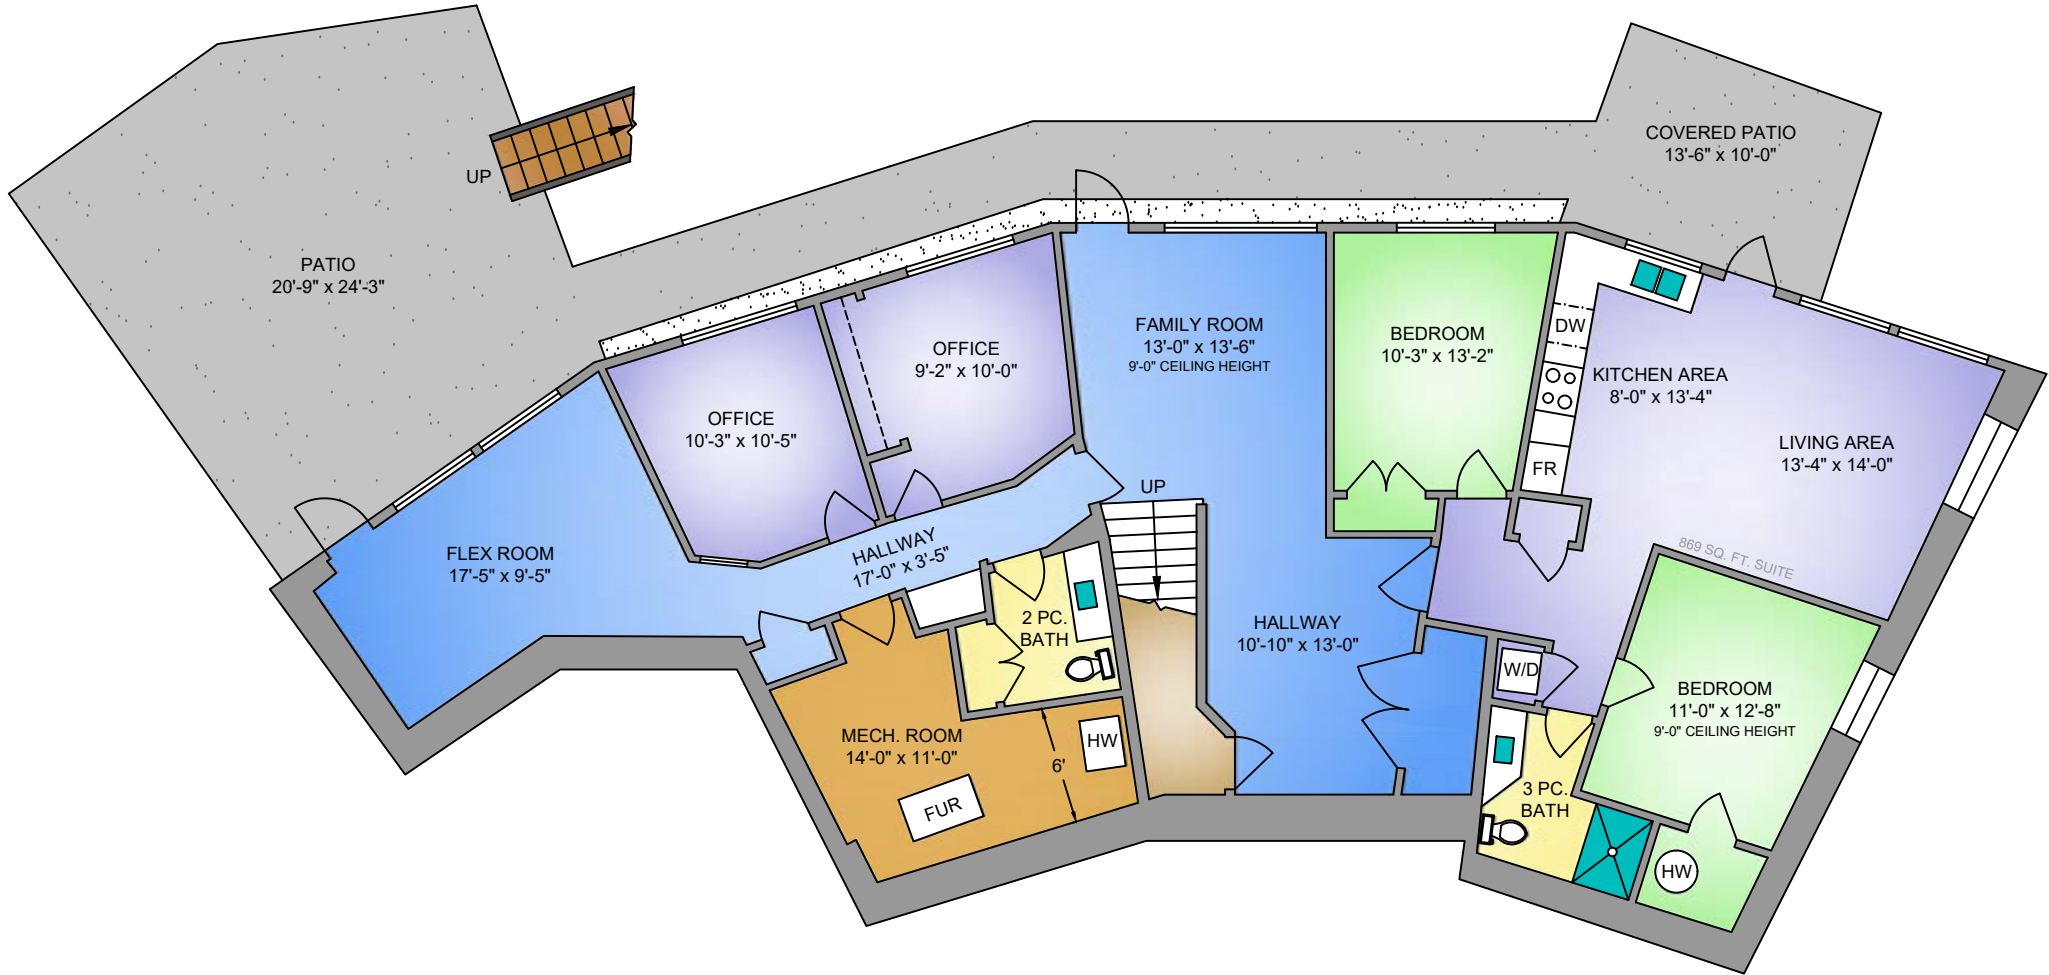 COVERED PATIO
13'-6" x 10'-0"
UP
PATIO
20'-9" x 24'-3"
FAMILY ROOM
13'-0" x 13'-6"
9'-0" CEILING HEIGHT
BEDROOM
10'-3" x 13'-2"
DW
OFFICE
9'-2" x 10'-0"
KITCHEN AREA
8'-0" x 13'-4"
OFFICE
10'-3" x 10'-5"
LIVING AREA
13'-4" x 14'-0"
FR
UP
FLEX ROOM
17'-5" x 9'-5"
HALLWAY
17'-0" x 3'-5"
869 SQ. FT. SUITE
2 PC.
BATH
HALLWAY
10'-10" x 13'-0"
W/D
BEDROOM
11'-0" x 12'-8"
9'-0" CEILING HEIGHT
MECH. ROOM
14'-0" x 11'-0"
HW
6'
FUR
3 PC.
BATH
HW